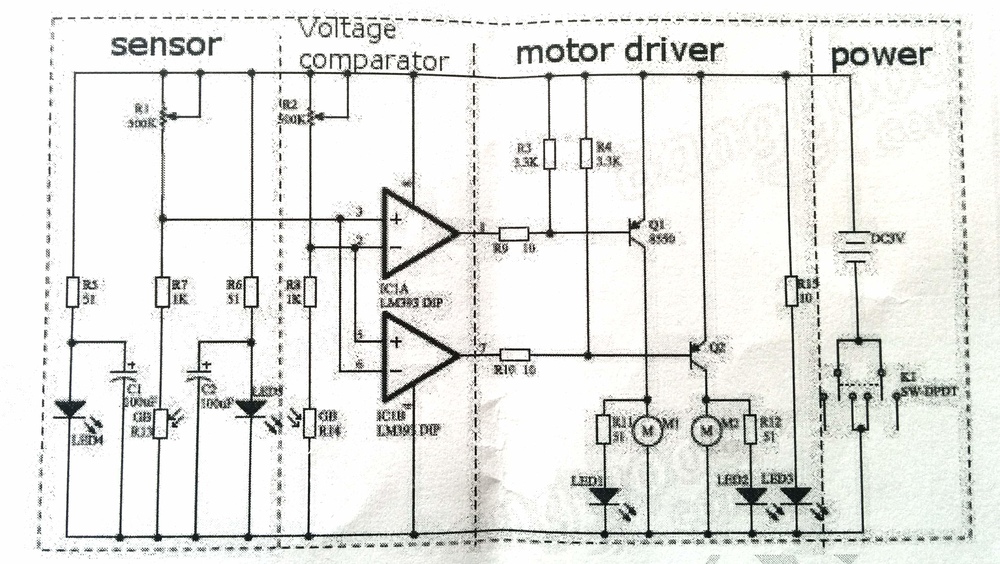 sensor
Voltage
comparator
motor driver
power
R1
500K
R2
500K
R3
3.3K
R4
3.3K
3
+
1
2
−
R9 10
Q1
8550
DC3V
R5
51
R7
1K
R6
51
R8
1K
IC1A
LM393 DIP
R15
10
5
+
7
6
−
R10 10
Q2
C1
100uF
GB
R13
C2
100uF
LED5
GB
R14
IC1B
LM393 DIP
K1
SW-DPDT
LED4
R11
51
M
M1
M
M2
R12
51
LED1
LED2
LED3